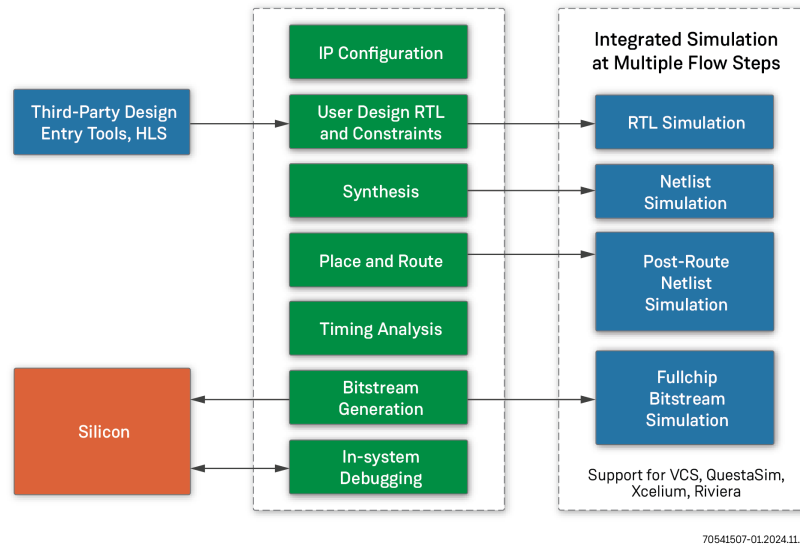 IP Configuration
Third-Party Design
Entry Tools, HLS
User Design RTL
and Constraints
Synthesis
Place and Route
Timing Analysis
Bitstream
Generation
In-system
Debugging
Silicon
Integrated Simulation
at Multiple Flow Steps
RTL Simulation
Netlist
Simulation
Post-Route
Netlist
Simulation
Fullchip
Bitstream
Simulation
Support for VCS, QuestaSim,
Xcelium, Riviera
70541507-01.2024.11.